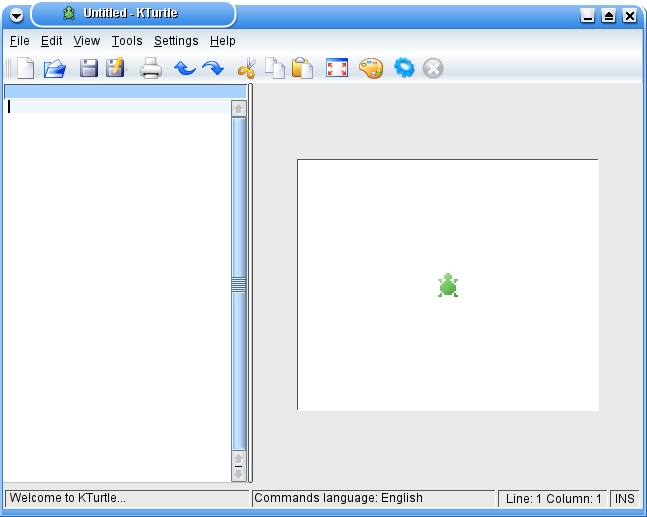 Untitled - KTurtle
File Edit View Tools Settings Help
Welcome to KTurtle... Commands language: English Line: 1 Column: 1 INS